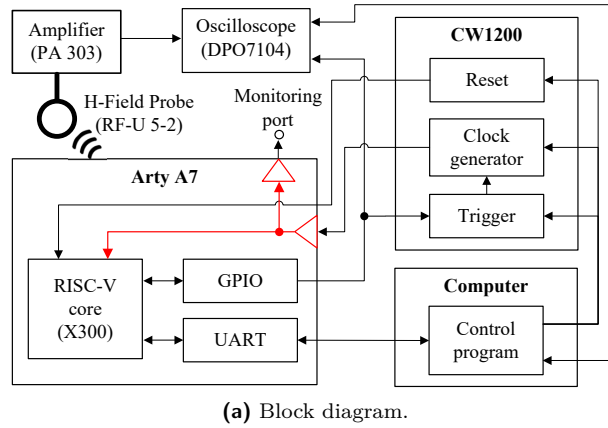 Amplifier
(PA 303)
Oscilloscope
(DPO7104)
CW1200
Reset
H-Field Probe
(RF-U 5-2)
Monitoring
port
Clock
generator
Arty A7
Trigger
RISC-V
core
(X300)
GPIO
UART
Computer
Control
program
(a) Block diagram.